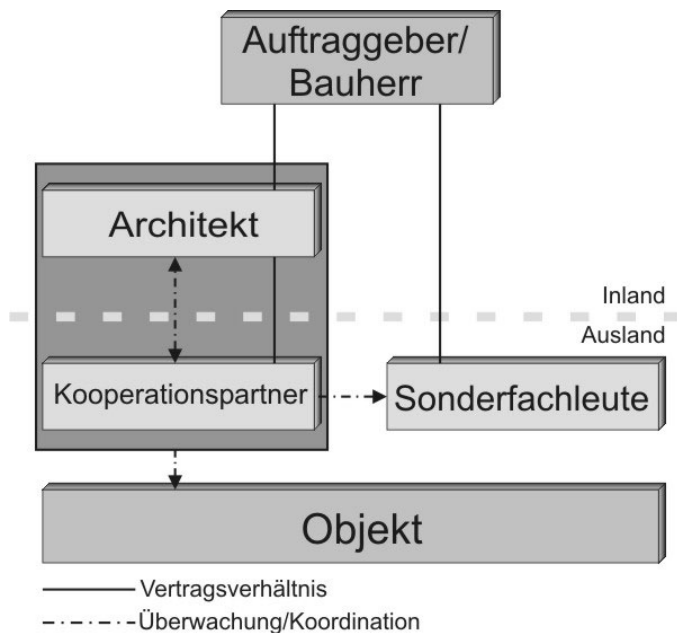 Auftraggeber/
Bauherr
Architekt
Inland
Ausland
Kooperationspartner
Sonderfachleute
Objekt
Vertragsverhältnis
Überwachung/Koordination